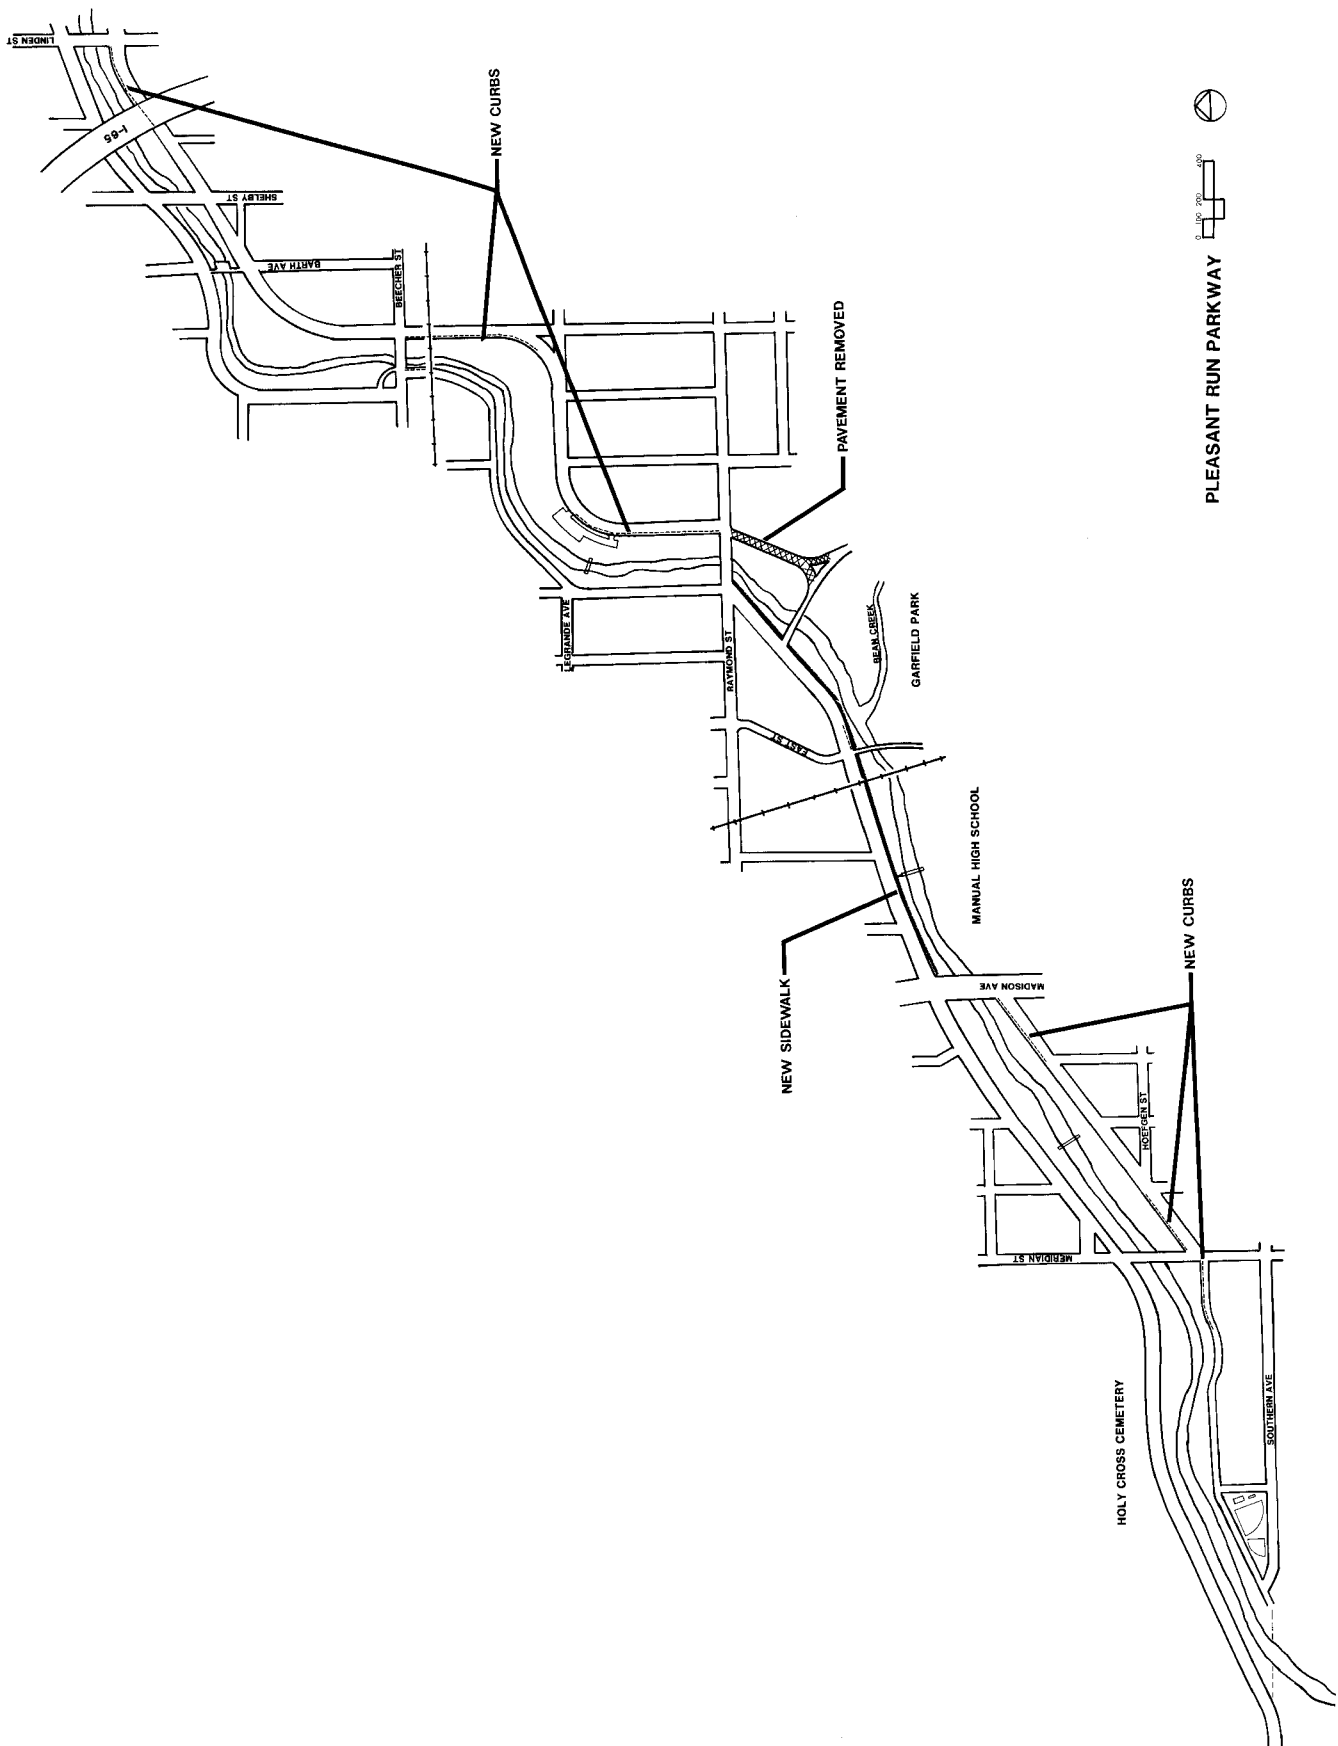 LINDEN ST
I-65
NEW CURBS
SHELBY ST
BARTH AVE
BEECHER ST
PAVEMENT REMOVED
LEGRANDE AVE
RAYMOND ST
BEAN CREEK
GARFIELD PARK
EAST ST
MANUAL HIGH SCHOOL
NEW SIDEWALK
MADISON AVE
NEW CURBS
HOEFGEN ST
MERIDIAN ST
HOLY CROSS CEMETERY
SOUTHERN AVE
0 100 200 400
PLEASANT RUN PARKWAY